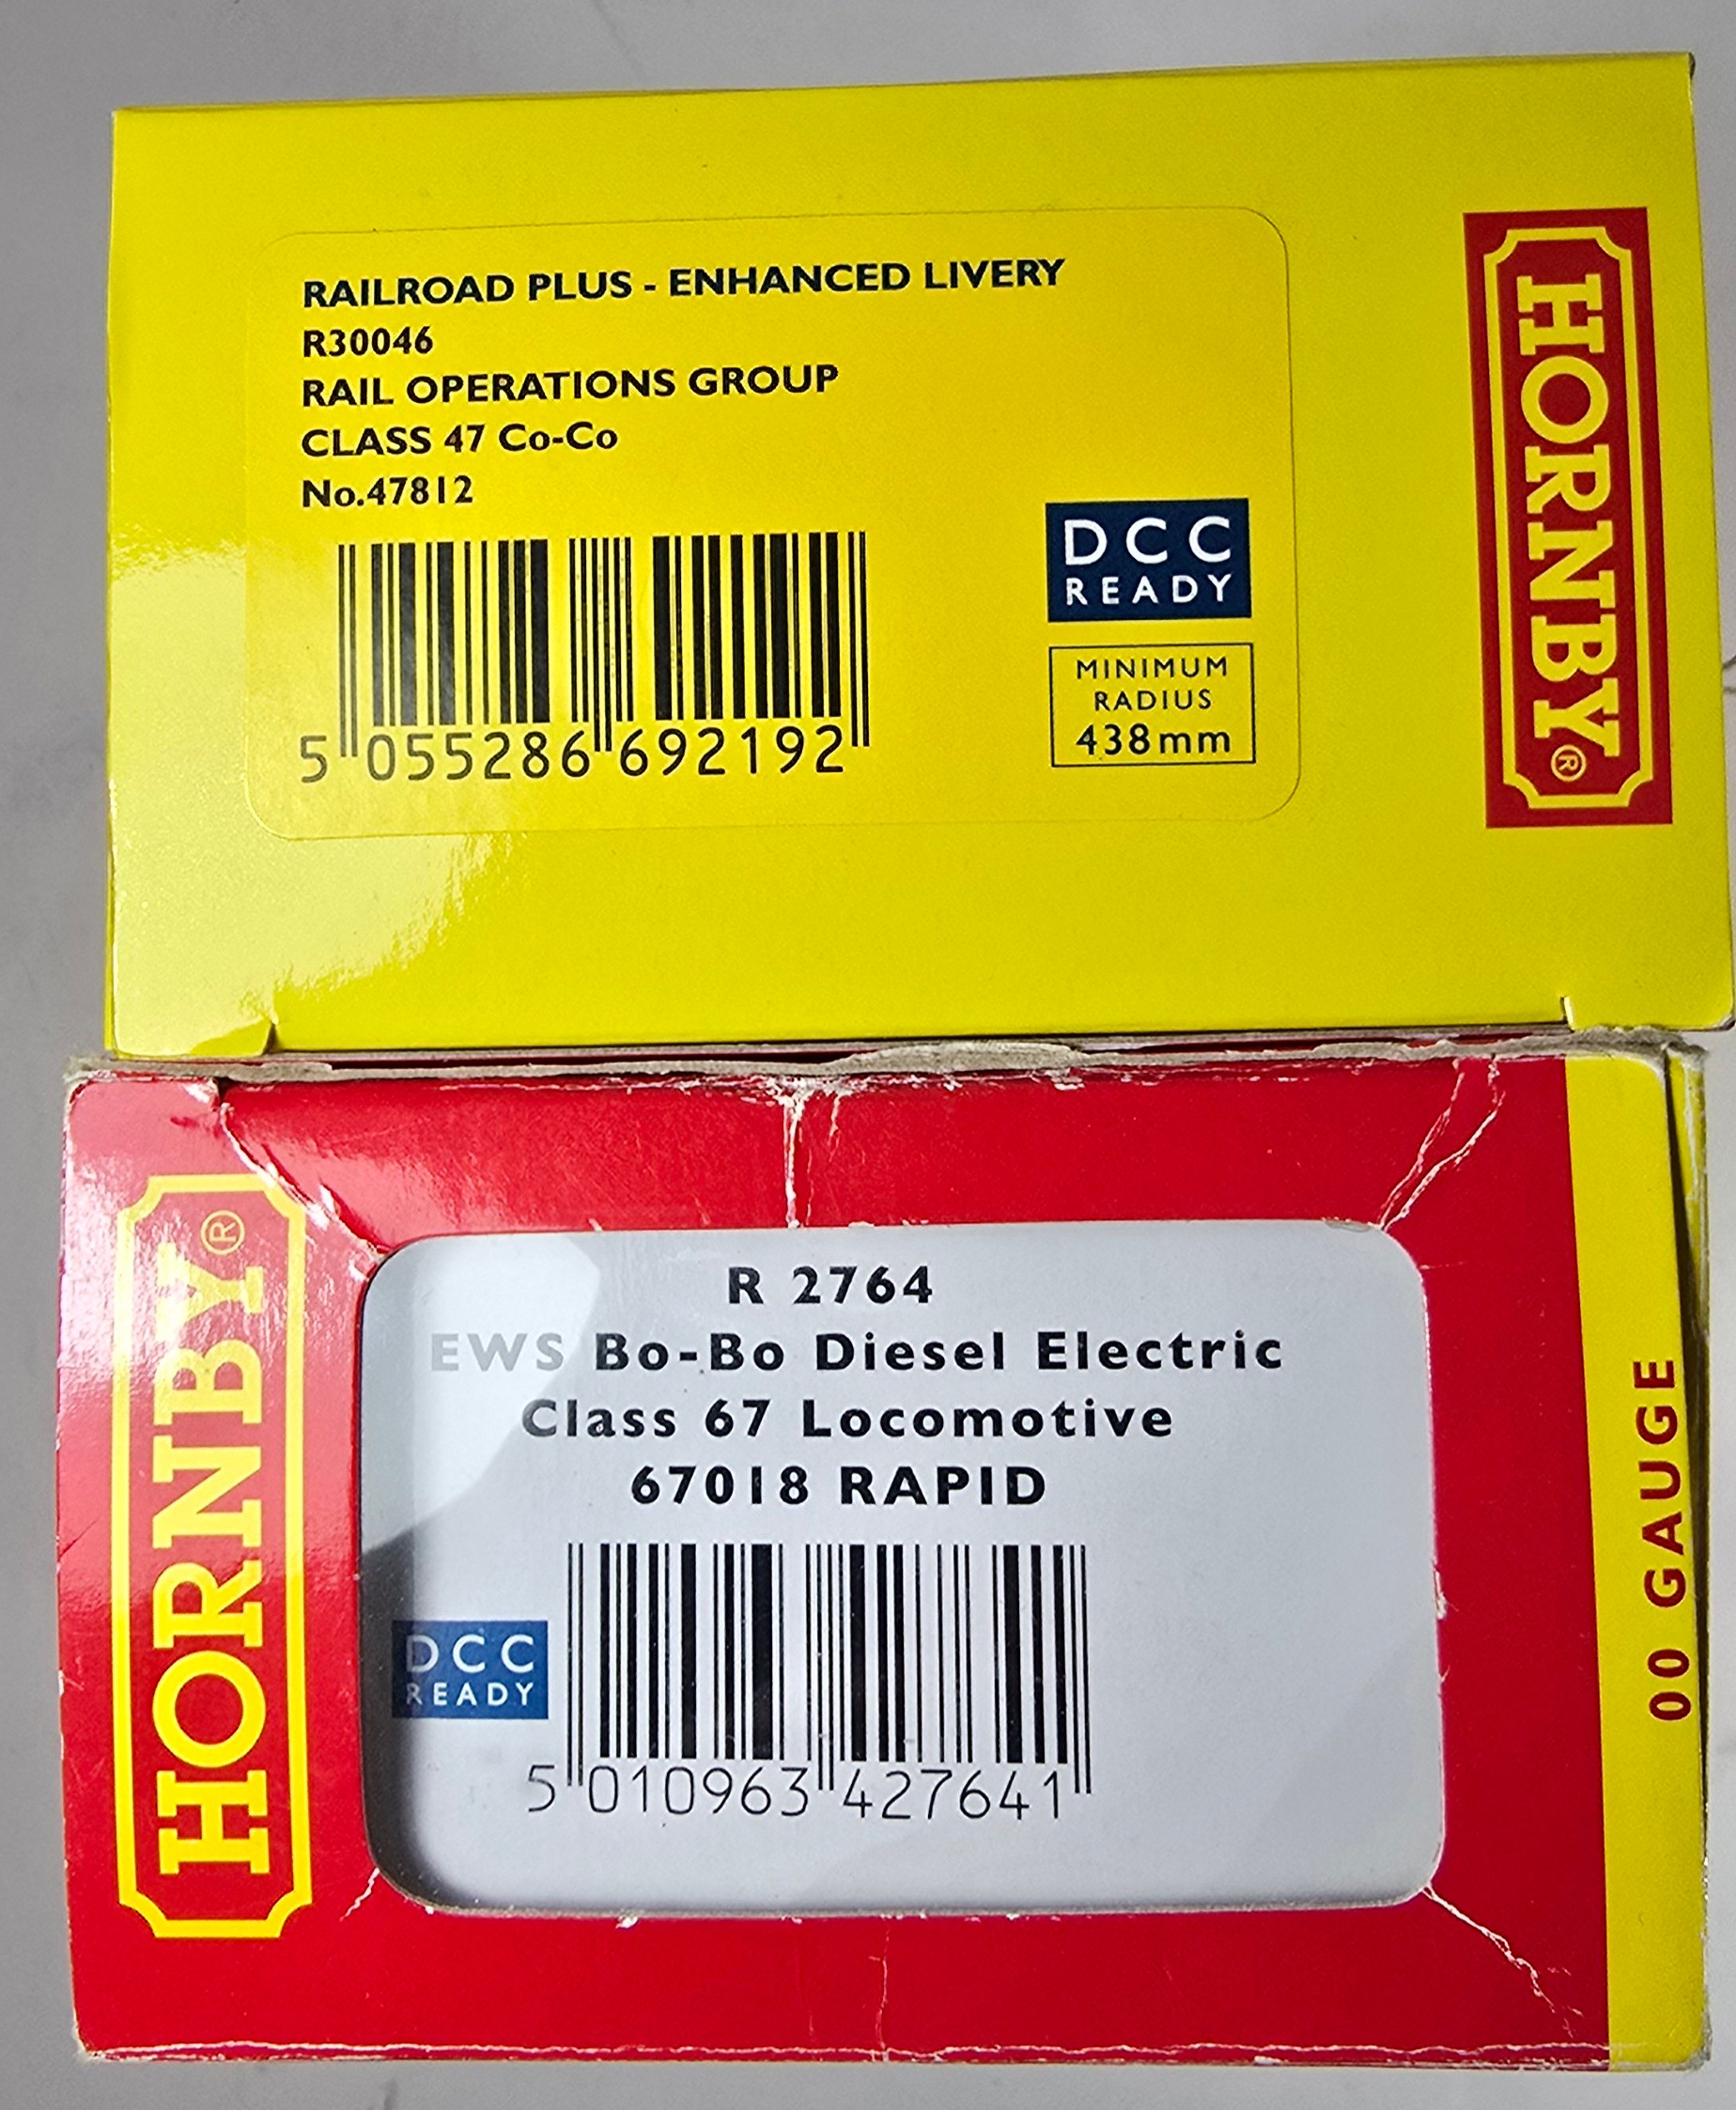 RAILROAD PLUS - ENHANCED LIVERY
R30046
RAIL OPERATIONS GROUP
CLASS 47 Co-Co
No.47812
5 055286 692192
DCC
READY
MINIMUM
RADIUS
438mm
HORNBY®
HORNBY®
R 2764
EWS Bo-Bo Diesel Electric
Class 67 Locomotive
67018 RAPID
DCC
READY
5 010963 427641
00 GAUGE